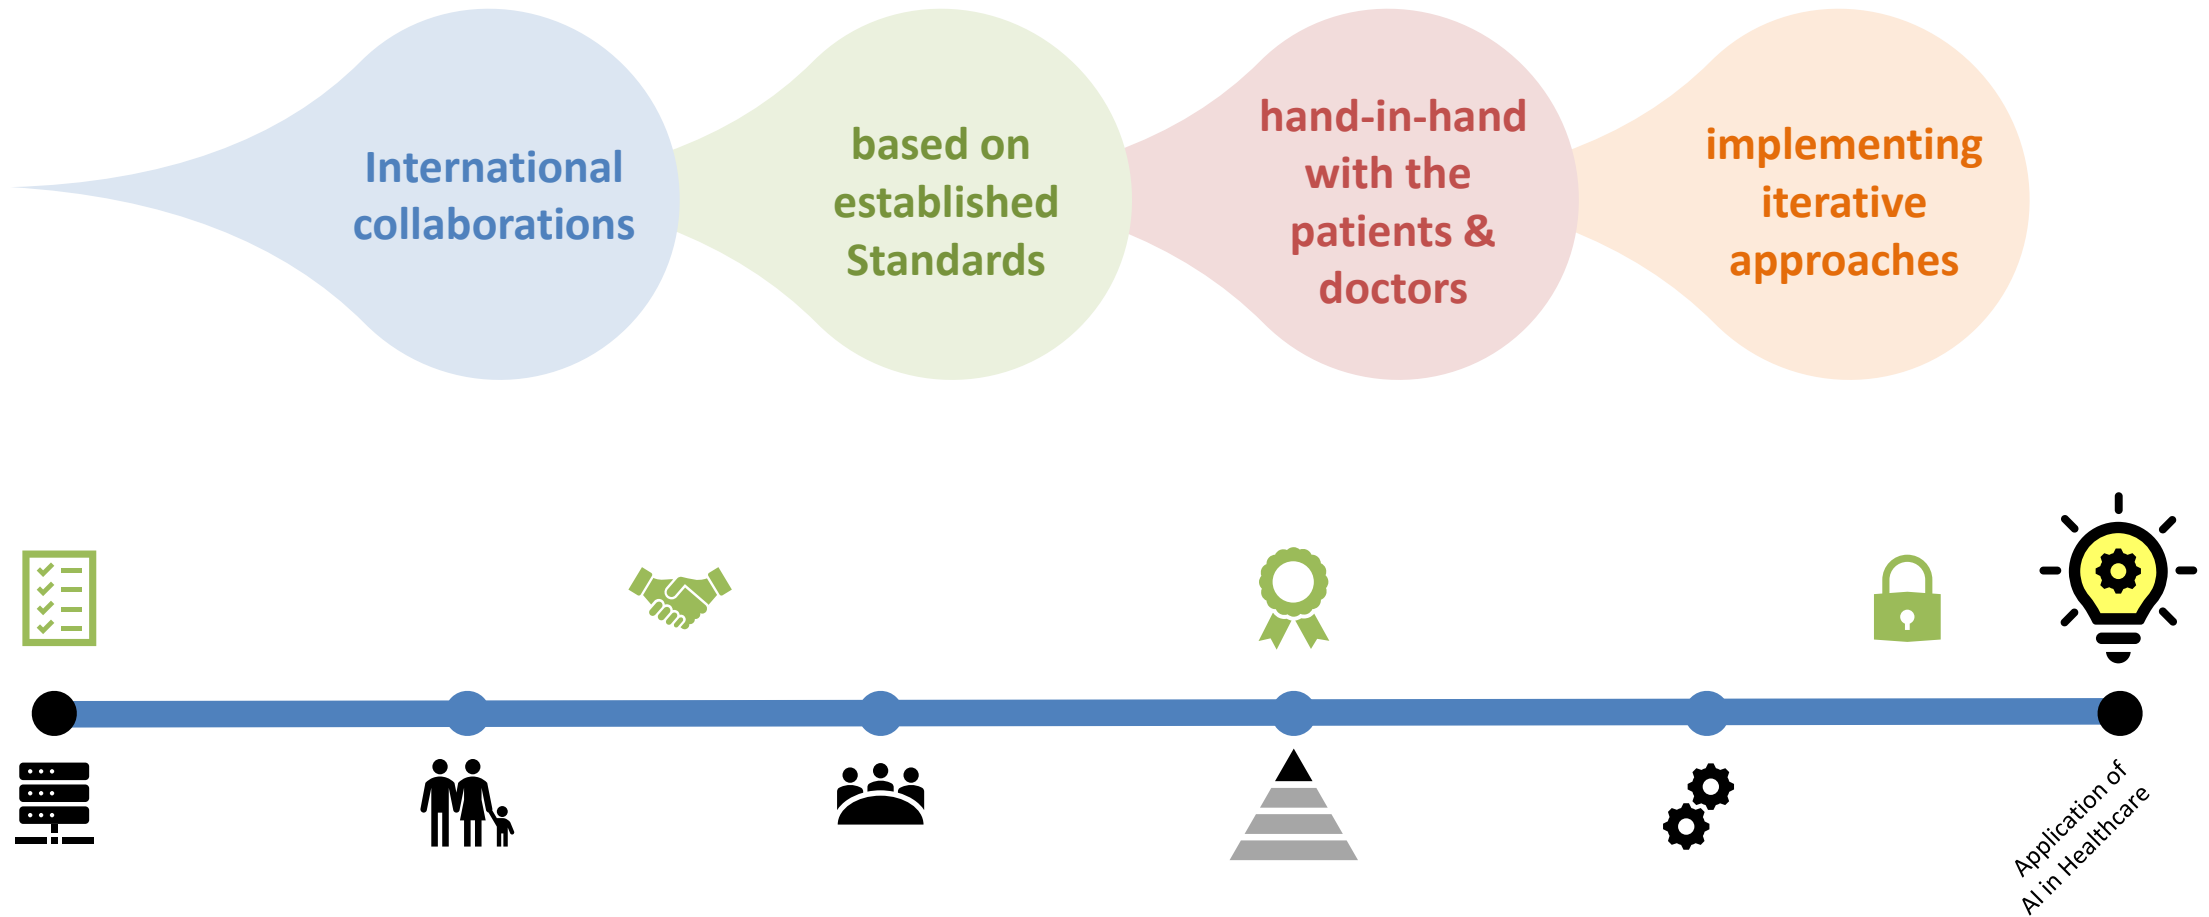 International
collaborations
based on
established
Standards
hand-in-hand
with the
patients &
doctors
implementing
iterative
approaches
Application of
AI in Healthcare